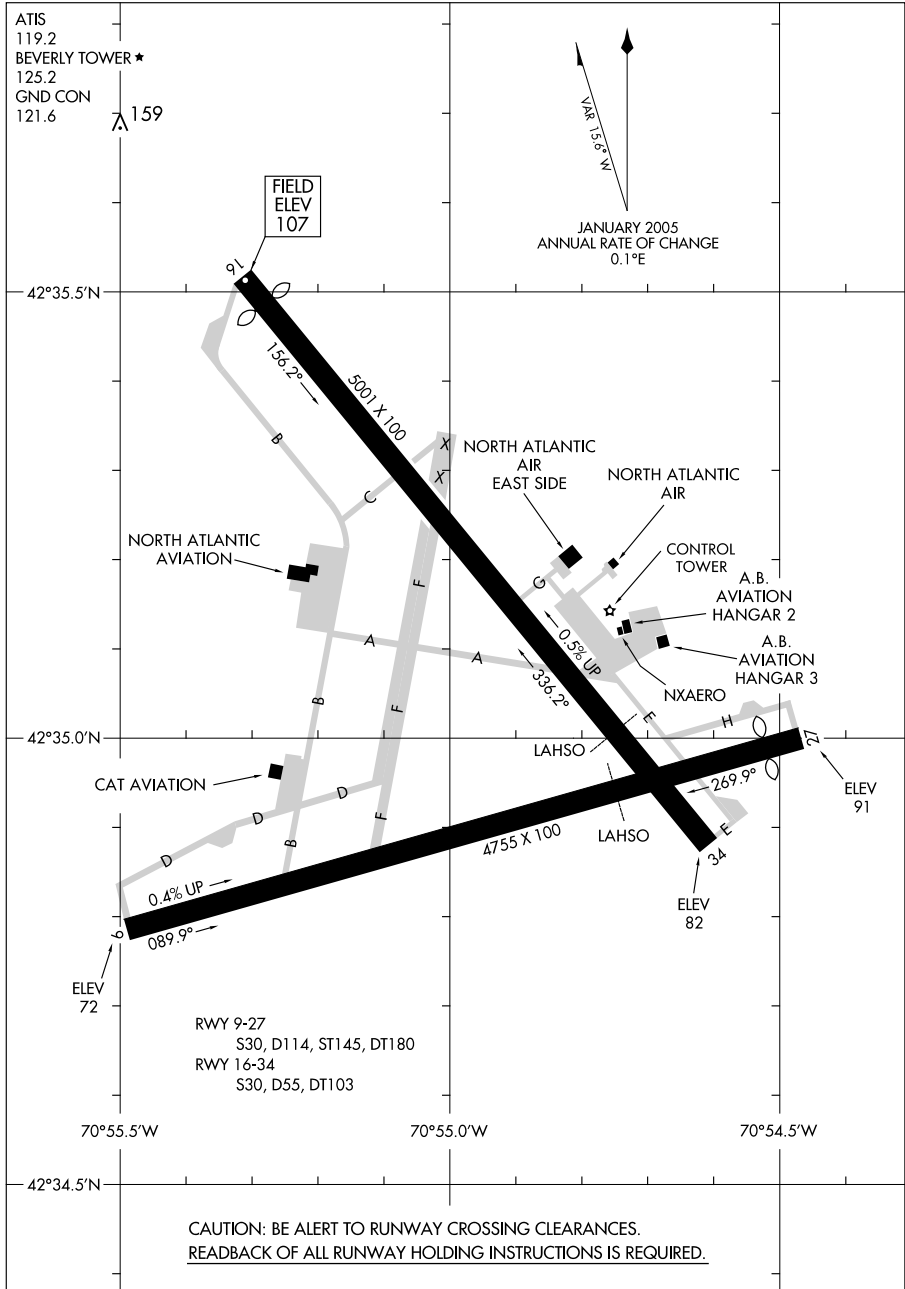 ATIS
119.2
BEVERLY TOWER ★
125.2
GND CON
121.6
159
VAR 15.6° W
JANUARY 2005
ANNUAL RATE OF CHANGE
0.1°E
FIELD
ELEV
107
16
42°35.5'N
156.2°
5001 X 100
B
C
X
X
NORTH ATLANTIC
AIR
EAST SIDE
NORTH ATLANTIC
AIR
NORTH ATLANTIC
AVIATION
CONTROL
TOWER
A.B.
AVIATION
HANGAR 2
F
G
A
A
0.5% UP
336.2°
NXAERO
A.B.
AVIATION
HANGAR 3
B
F
E
H
42°35.0'N
LAHSO
27
CAT AVIATION
D
D
D
F
B
269.9°
ELEV
91
LAHSO
4755 X 100
E
34
0.4% UP
089.9°
9
ELEV
82
ELEV
72
RWY 9-27
S30, D114, ST145, DT180
RWY 16-34
S30, D55, DT103
70°55.5'W
70°55.0'W
70°54.5'W
42°34.5'N
CAUTION: BE ALERT TO RUNWAY CROSSING CLEARANCES.
READBACK OF ALL RUNWAY HOLDING INSTRUCTIONS IS REQUIRED.